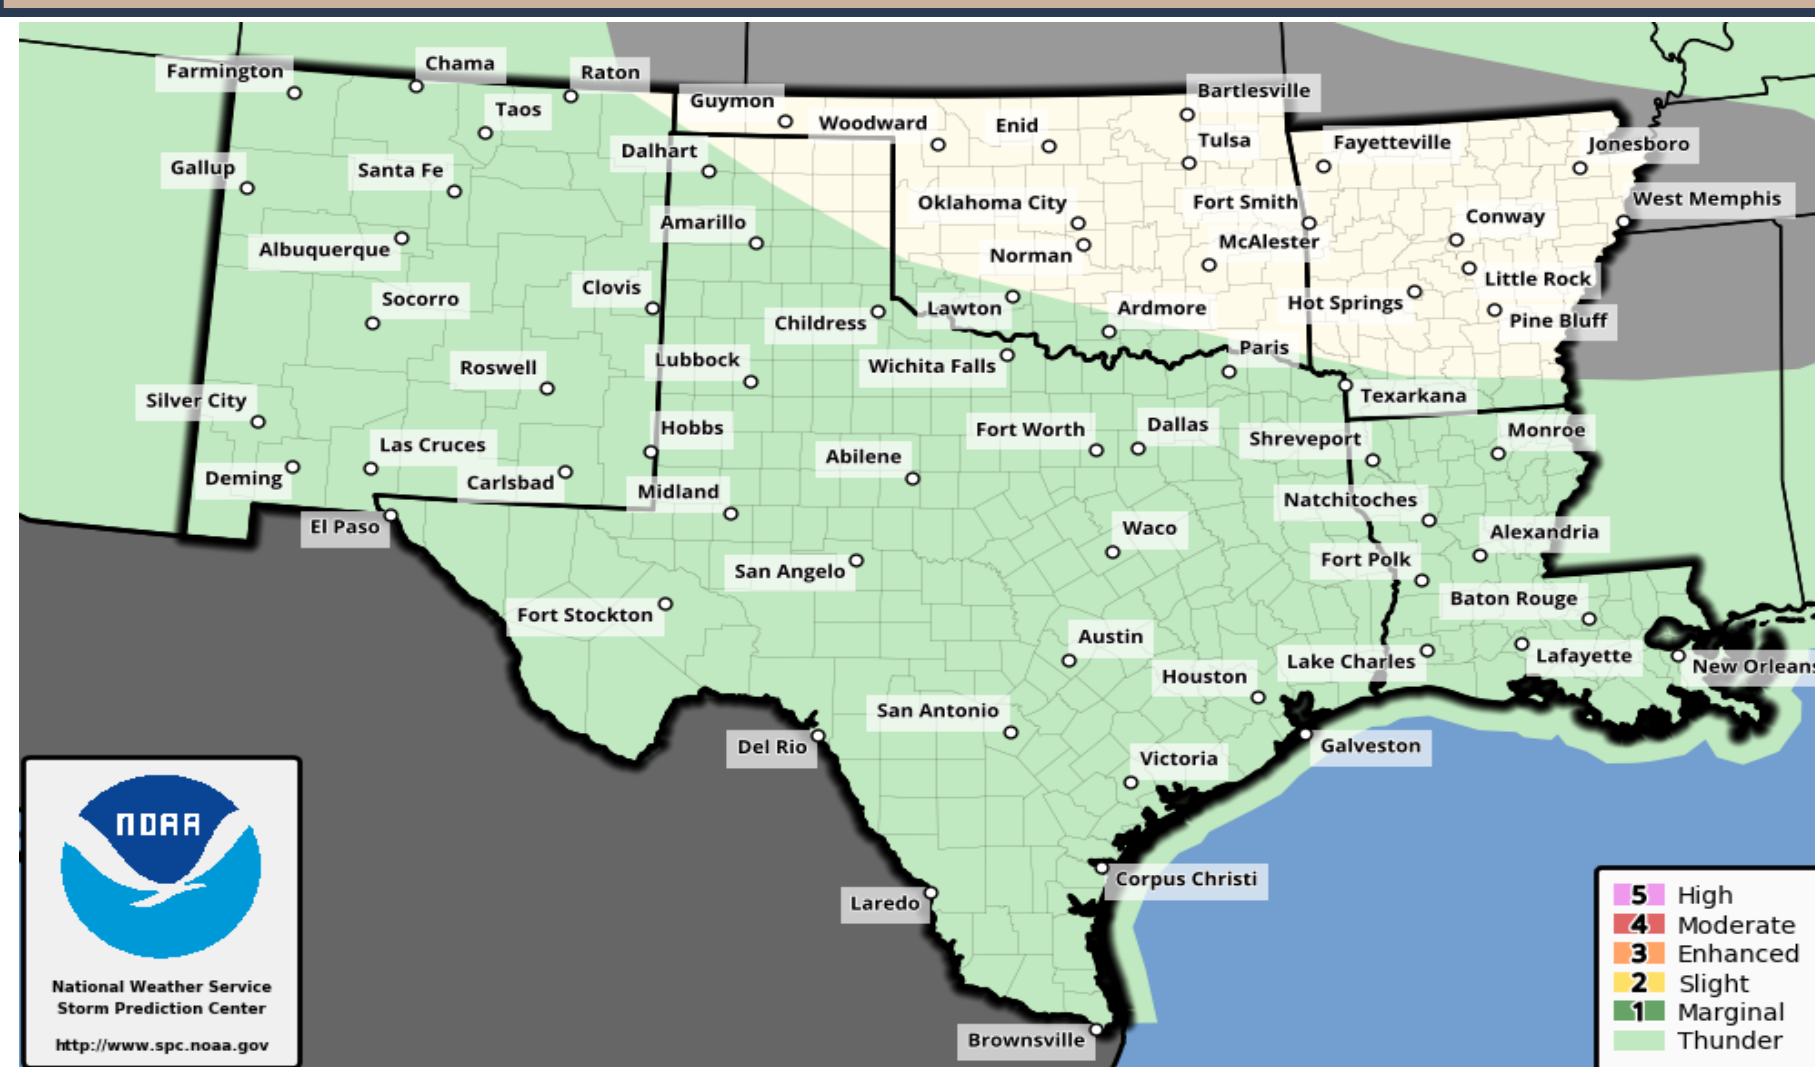 Farmington
Chama
Raton
Taos
Guymon
Woodward
Enid
Bartlesville
Tulsa
Fayetteville
Jonesboro
Gallup
Santa Fe
Dalhart
Oklahoma City
Fort Smith
West Memphis
Albuquerque
Amarillo
Norman
McAlester
Conway
Socorro
Clovis
Childress
Lawton
Ardmore
Hot Springs
Little Rock
Pine Bluff
Roswell
Lubbock
Wichita Falls
Paris
Texarkana
Silver City
Las Cruces
Hobbs
Abilene
Fort Worth
Dallas
Shreveport
Monroe
Deming
Carlsbad
Midland
Natchitoches
El Paso
San Angelo
Waco
Fort Polk
Alexandria
Fort Stockton
Baton Rouge
Austin
Lake Charles
Lafayette
New Orleans
Houston
San Antonio
Del Rio
Galveston
Victoria
Corpus Christi
Laredo
Brownsville
NOAA
National Weather Service
Storm Prediction Center
http://www.spc.noaa.gov
5 High
4 Moderate
3 Enhanced
2 Slight
1 Marginal
Thunder